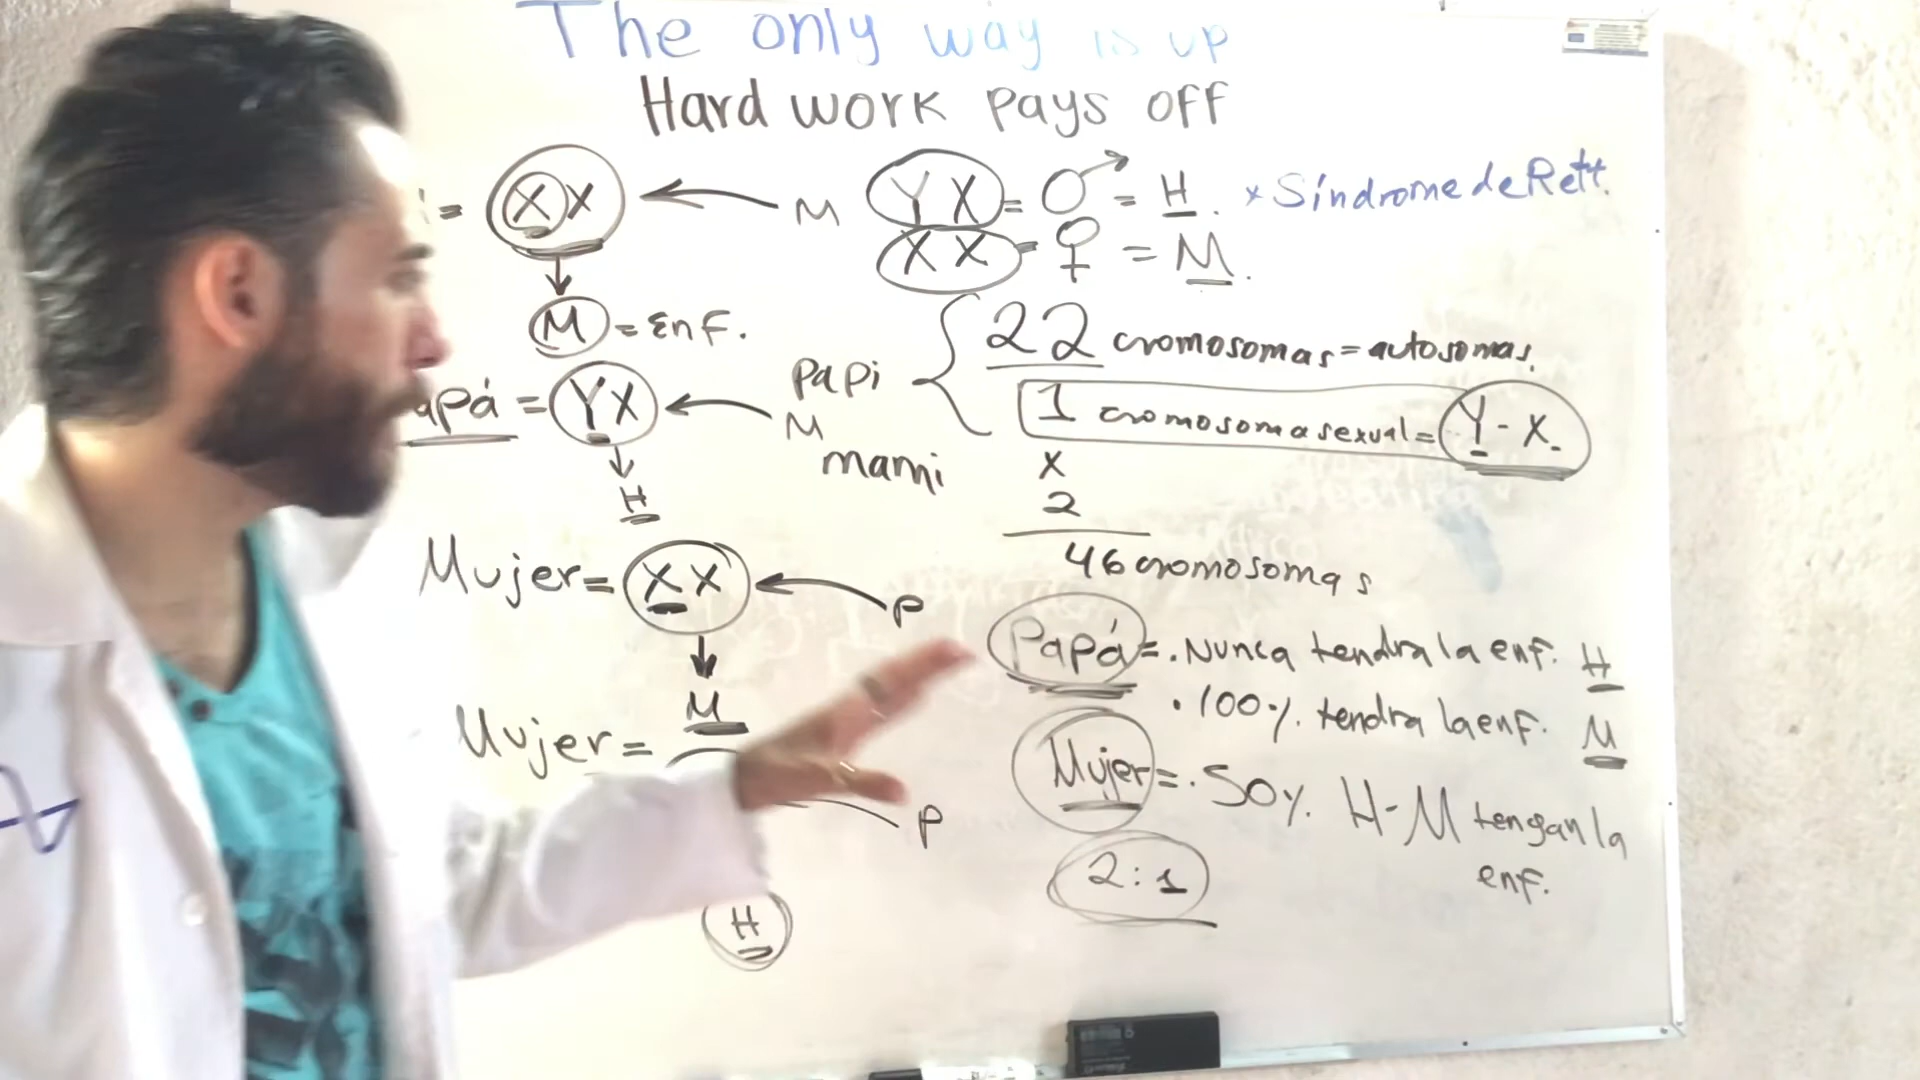 The only way is up
Hard work pays off
= XX ← M
↓
M = Enf.
apá = YX ← M
↓
H
Mujer = XX ← P
↓
M
Mujer =
P
H
YX = ♂ = H. * Síndrome de Rett.
XX = ♀ = M.
papi
mami
22 cromosomas = autosomas.
1 cromosoma sexual = Y - X.
x
2
46 cromosomas
Papá = . Nunca tendra la enf. H
. 100%. tendra la enf. M
Mujer = . 50%. H-M tengan la
enf.
2:1